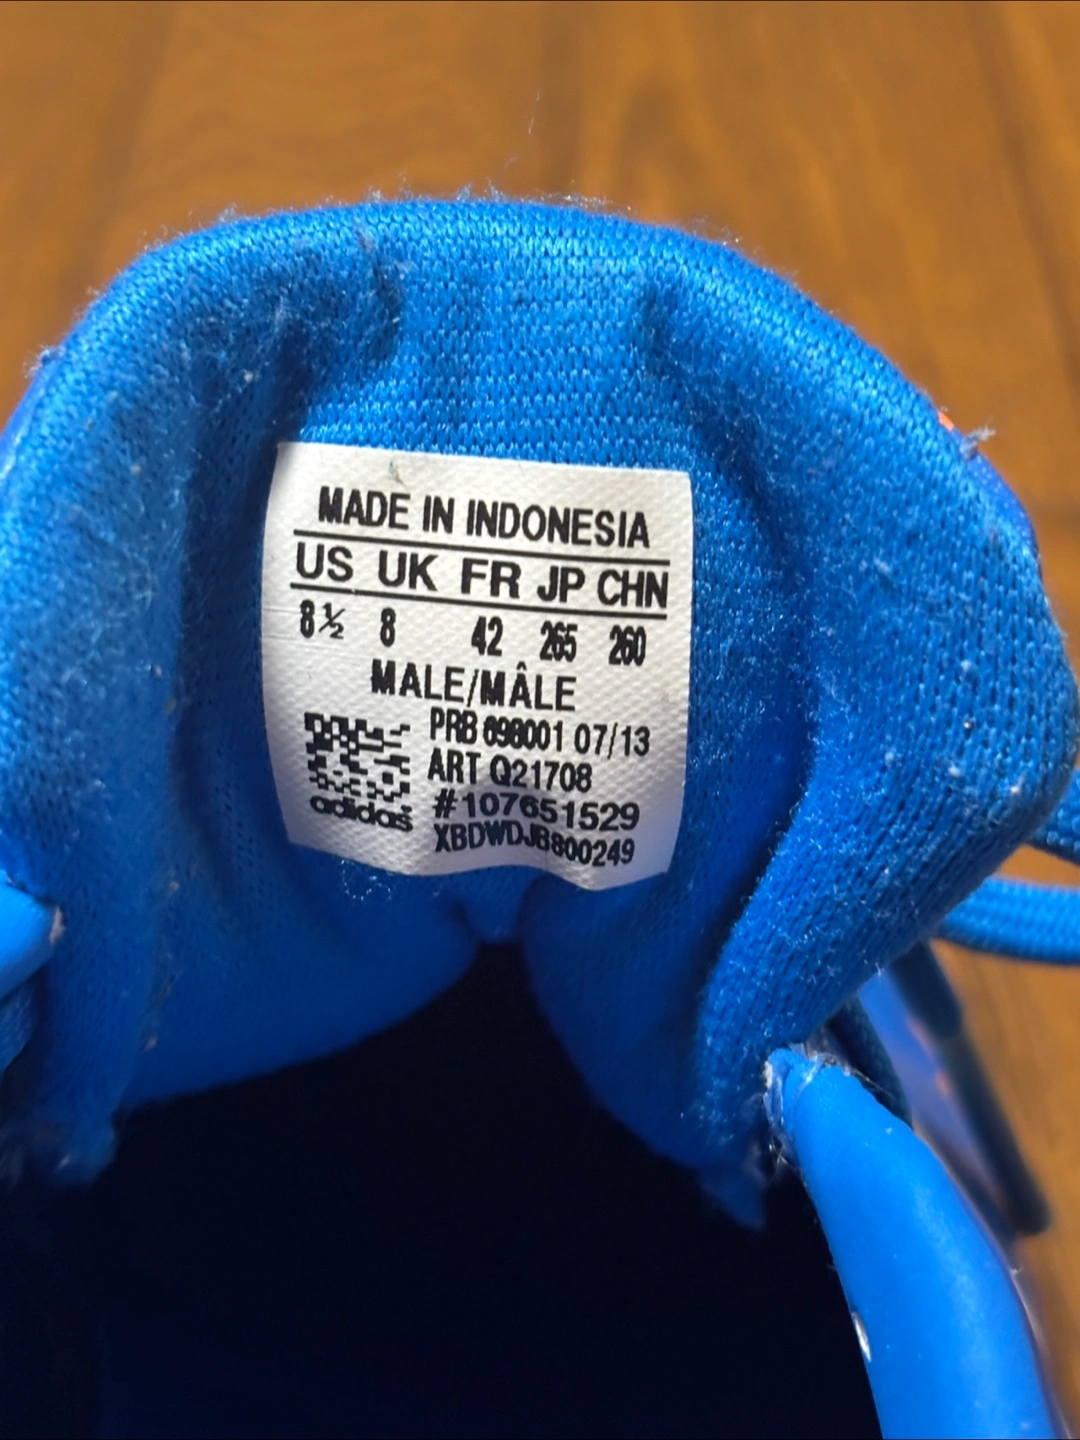 MADE IN INDONESIA
US UK FR JP CHN
8½ 8 42 265 260
MALE/MÂLE
PRB 698001 07/13
ART Q21708
#107651529
XBDWDJB800249
adidas